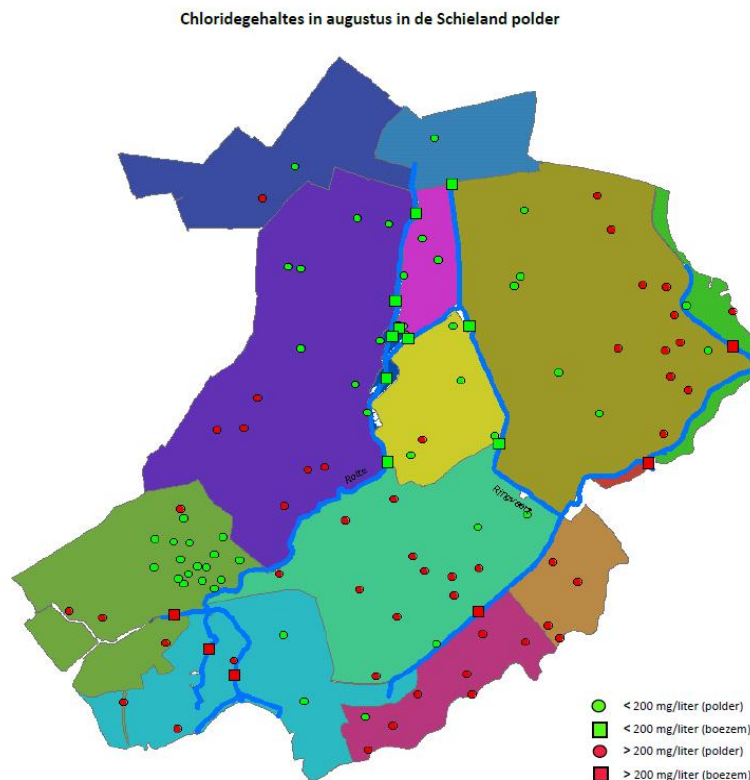 Chloridegehaltes in augustus in de Schieland polder
Rotte
Ringvaart
< 200 mg/liter (polder)
< 200 mg/liter (boezem)
> 200 mg/liter (polder)
> 200 mg/liter (boezem)